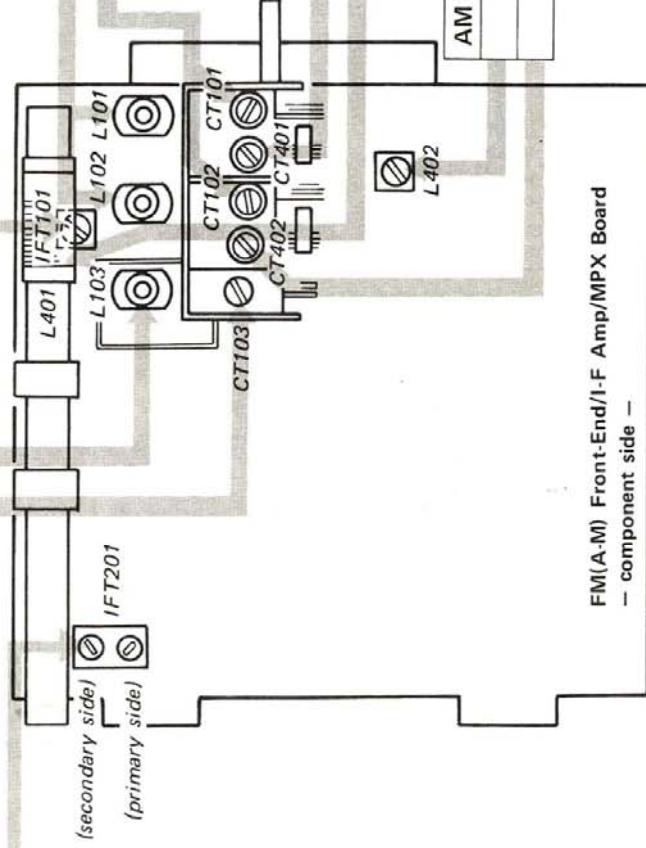 (secondary side)
(primary side)
IFT201
L401
IFT101
L103
L102
L101
CT103
CT402
CT102
CT401
CT101
L402
AM
FM(A-M) Front-End/I-F Amp/MPX Board
— component side —